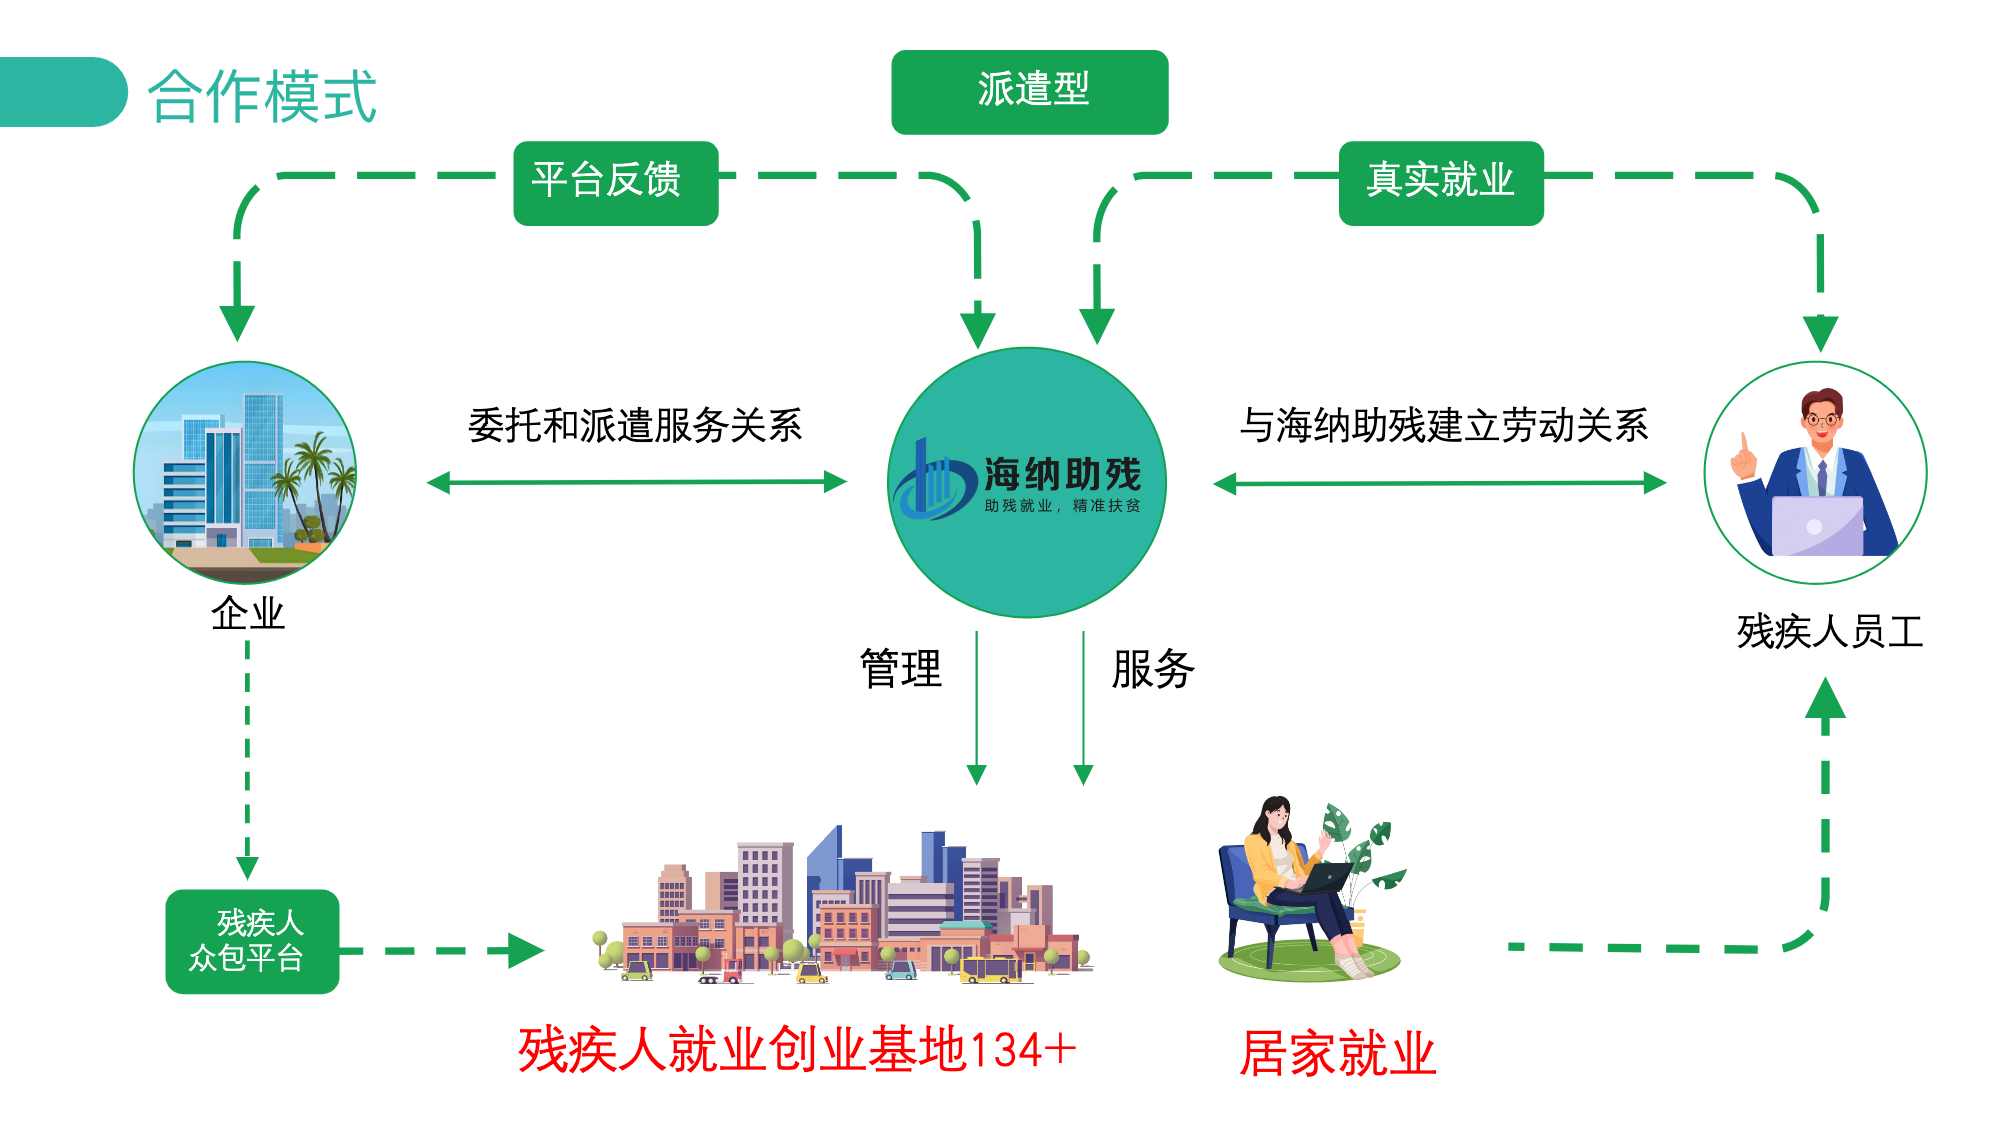 合作模式
派遣型
平台反馈
真实就业
委托和派遣服务关系
与海纳助残建立劳动关系
海纳助残
助残就业，精准扶贫
企业
残疾人员工
管理
服务
残疾人
众包平台
残疾人就业创业基地134+
居家就业